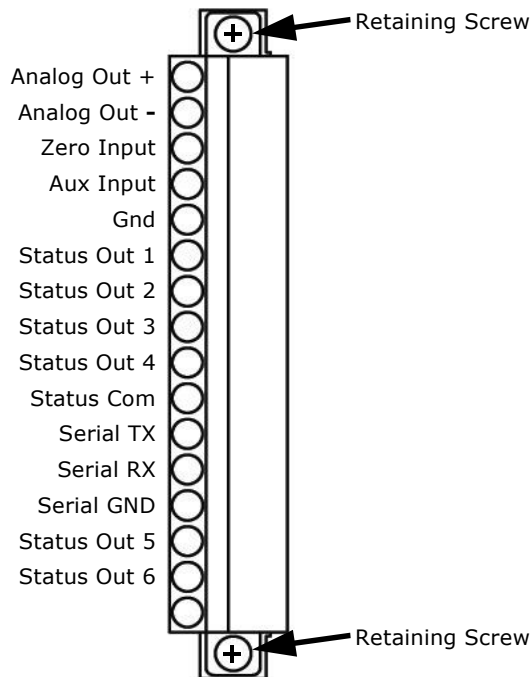 Retaining Screw
Analog Out +
Analog Out -
Zero Input
Aux Input
Gnd
Status Out 1
Status Out 2
Status Out 3
Status Out 4
Status Com
Serial TX
Serial RX
Serial GND
Status Out 5
Status Out 6
Retaining Screw